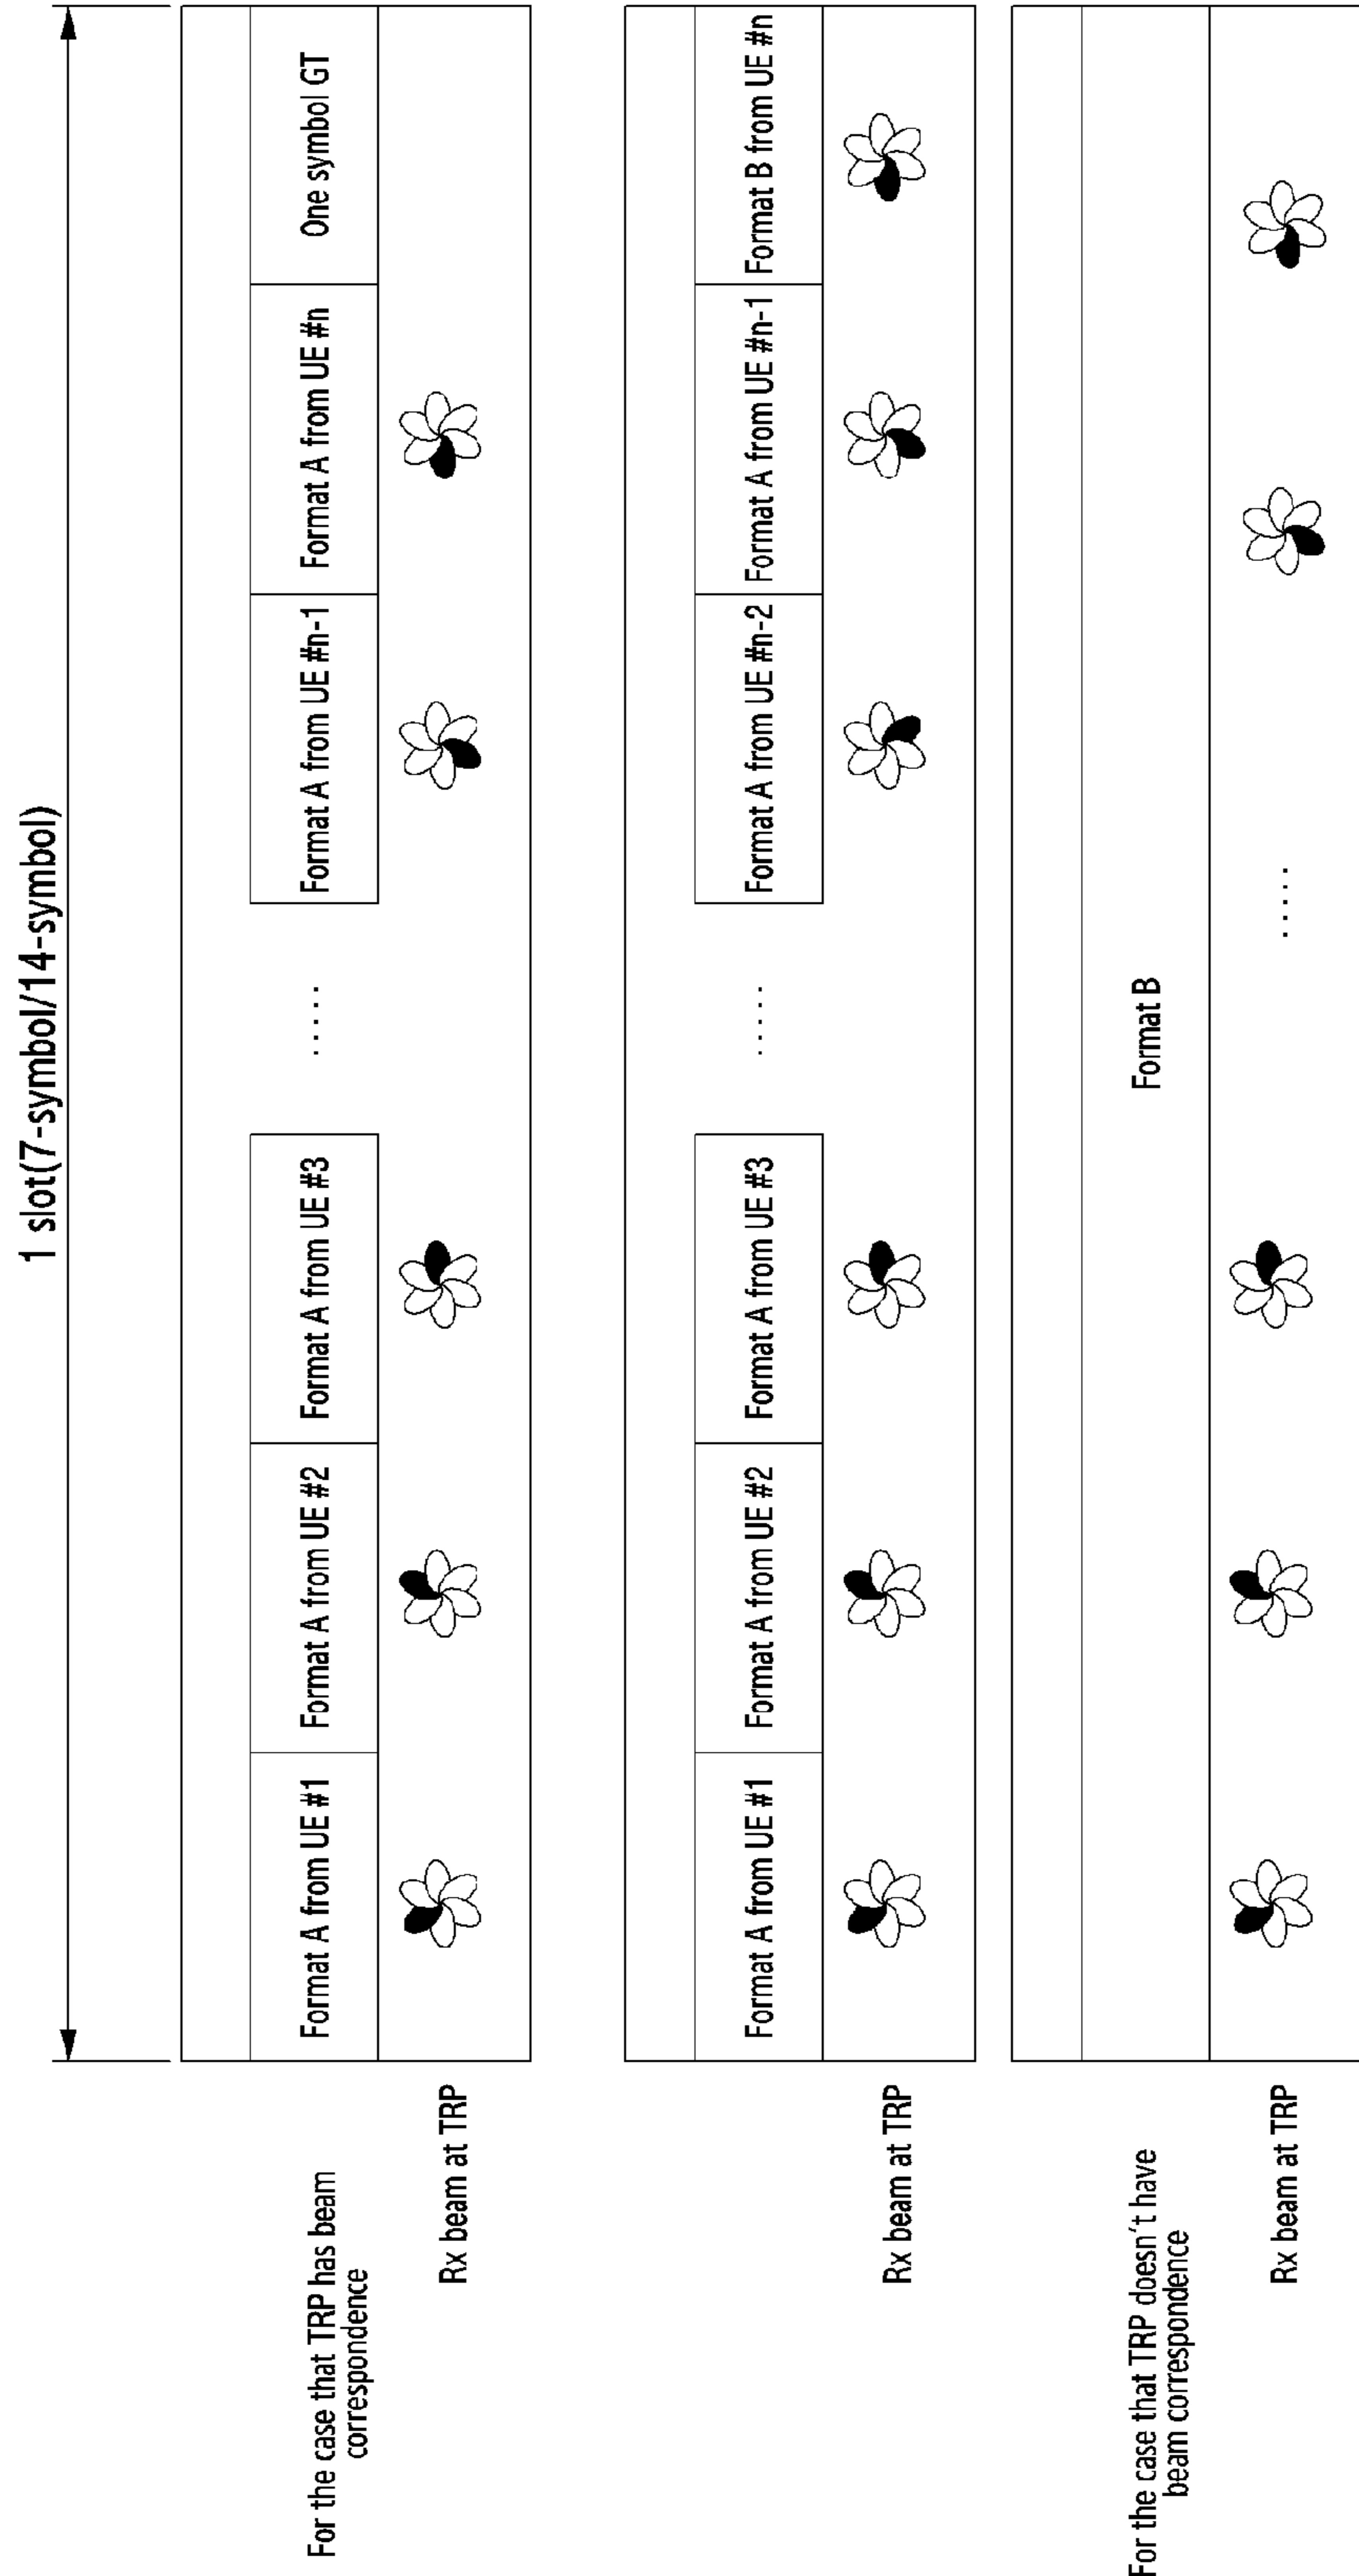 1 slot(7-symbol/14-symbol)
For the case that TRP has beam
correspondence
Format A from UE #1
Format A from UE #2
Format A from UE #3
.....
Format A from UE #n-1
Format A from UE #n
One symbol GT
Rx beam at TRP
Format A from UE #1
Format A from UE #2
Format A from UE #3
.....
Format A from UE #n-2
Format A from UE #n-1
Format B from UE #n
Rx beam at TRP
For the case that TRP doesn't have
beam correspondence
Format B
Rx beam at TRP
.....